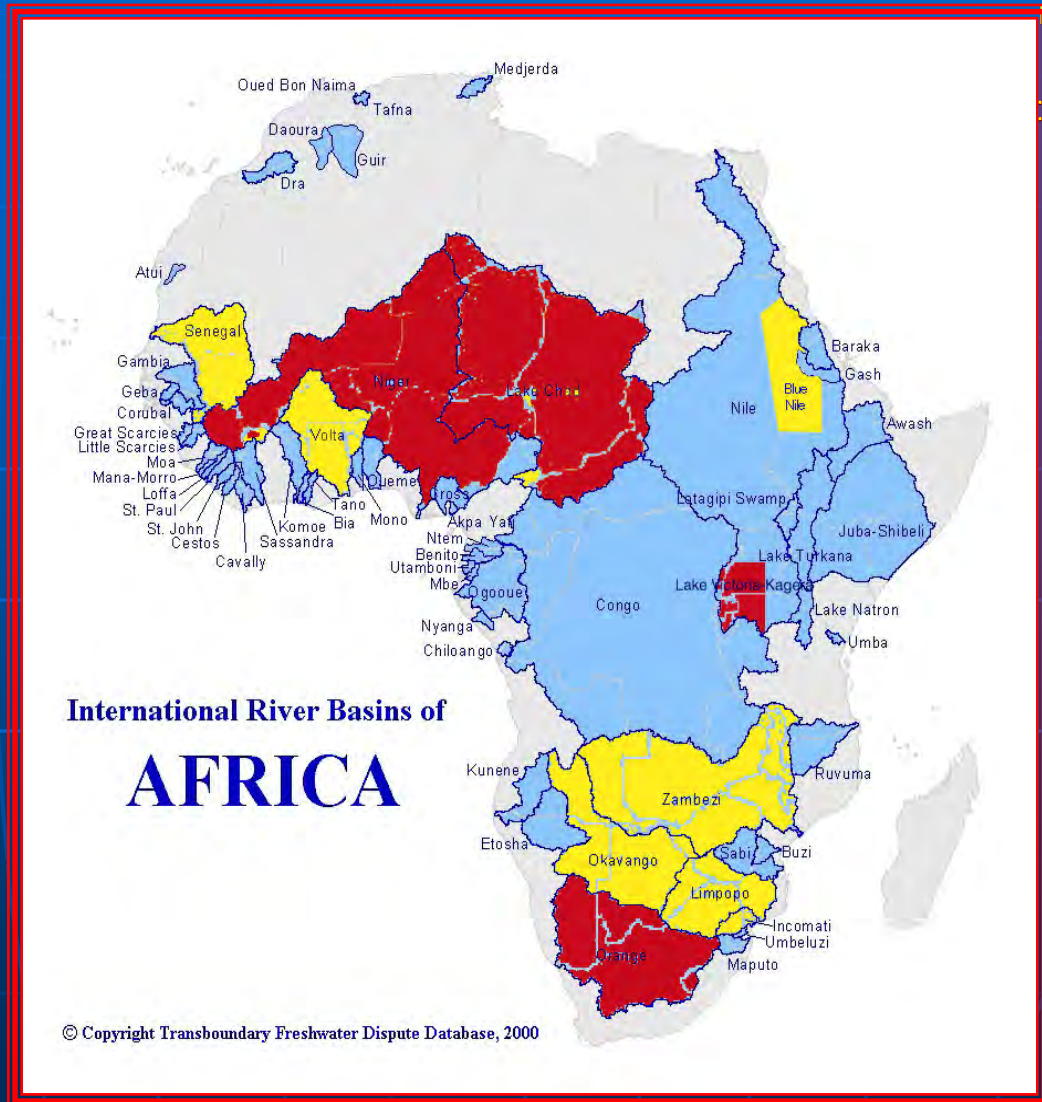 Medjerda
Oued Bon Naima
Tafna
Daoura
Guir
Dra
Atui
Senegal
Gambia
Geba
Corubal
Great Scarcies
Little Scarcies
Moa
Mana-Morro
Loffa
St. Paul
St. John
Cestos
Cavally
Sassandra
Komoe
Bia
Tano
Mono
Volta
Oueme
Niger
Lake Chad
Cross
Akpa Yafi
Ntem
Benito
Utamboni
Mbe
Ogooue
Nyanga
Chiloango
Congo
Nile
Blue
Nile
Baraka
Gash
Awash
Latagipi Swamp
Juba-Shibeli
Lake Turkana
Lake Victoria-Kagera
Lake Natron
Umba
International River Basins of
AFRICA
Kunene
Etosha
Zambezi
Ruvuma
Okavango
Sabi
Buzi
Limpopo
Incomati
Umbeluzi
Maputo
Orange
© Copyright Transboundary Freshwater Dispute Database, 2000